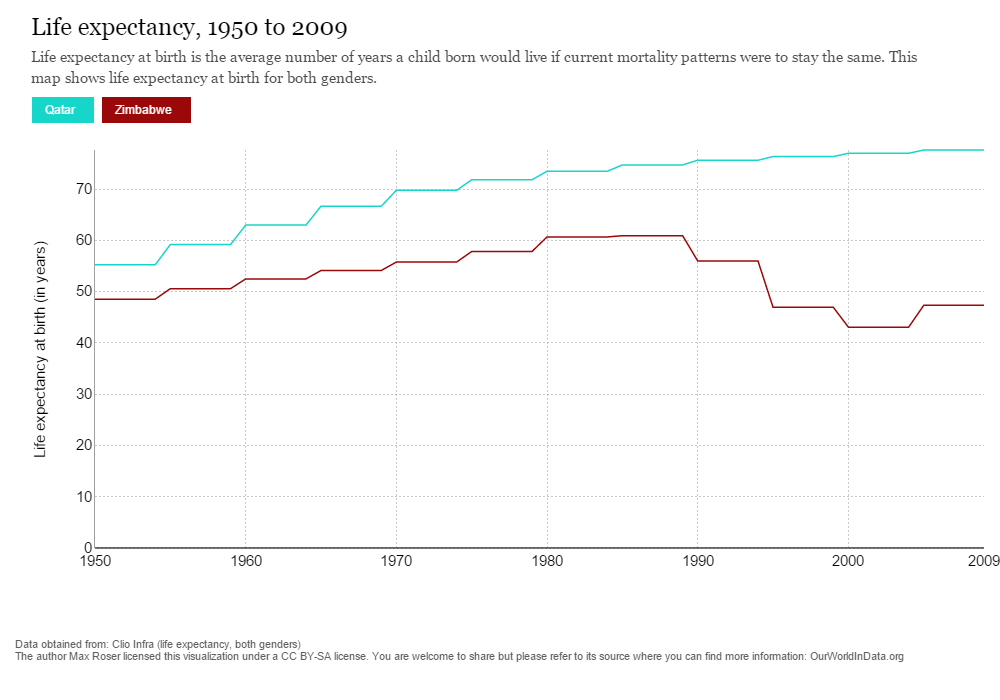 Life expectancy, 1950 to 2009
Life expectancy at birth is the average number of years a child born would live if current mortality patterns were to stay the same. This
map shows life expectancy at birth for both genders.
Qatar
Zimbabwe
Life expectancy at birth (in years)
70
60
50
40
30
20
10
0
1950
1960
1970
1980
1990
2000
2009
Data obtained from: Clio Infra (life expectancy, both genders)
The author Max Roser licensed this visualization under a CC BY-SA license. You are welcome to share but please refer to its source where you can find more information: OurWorldInData.org